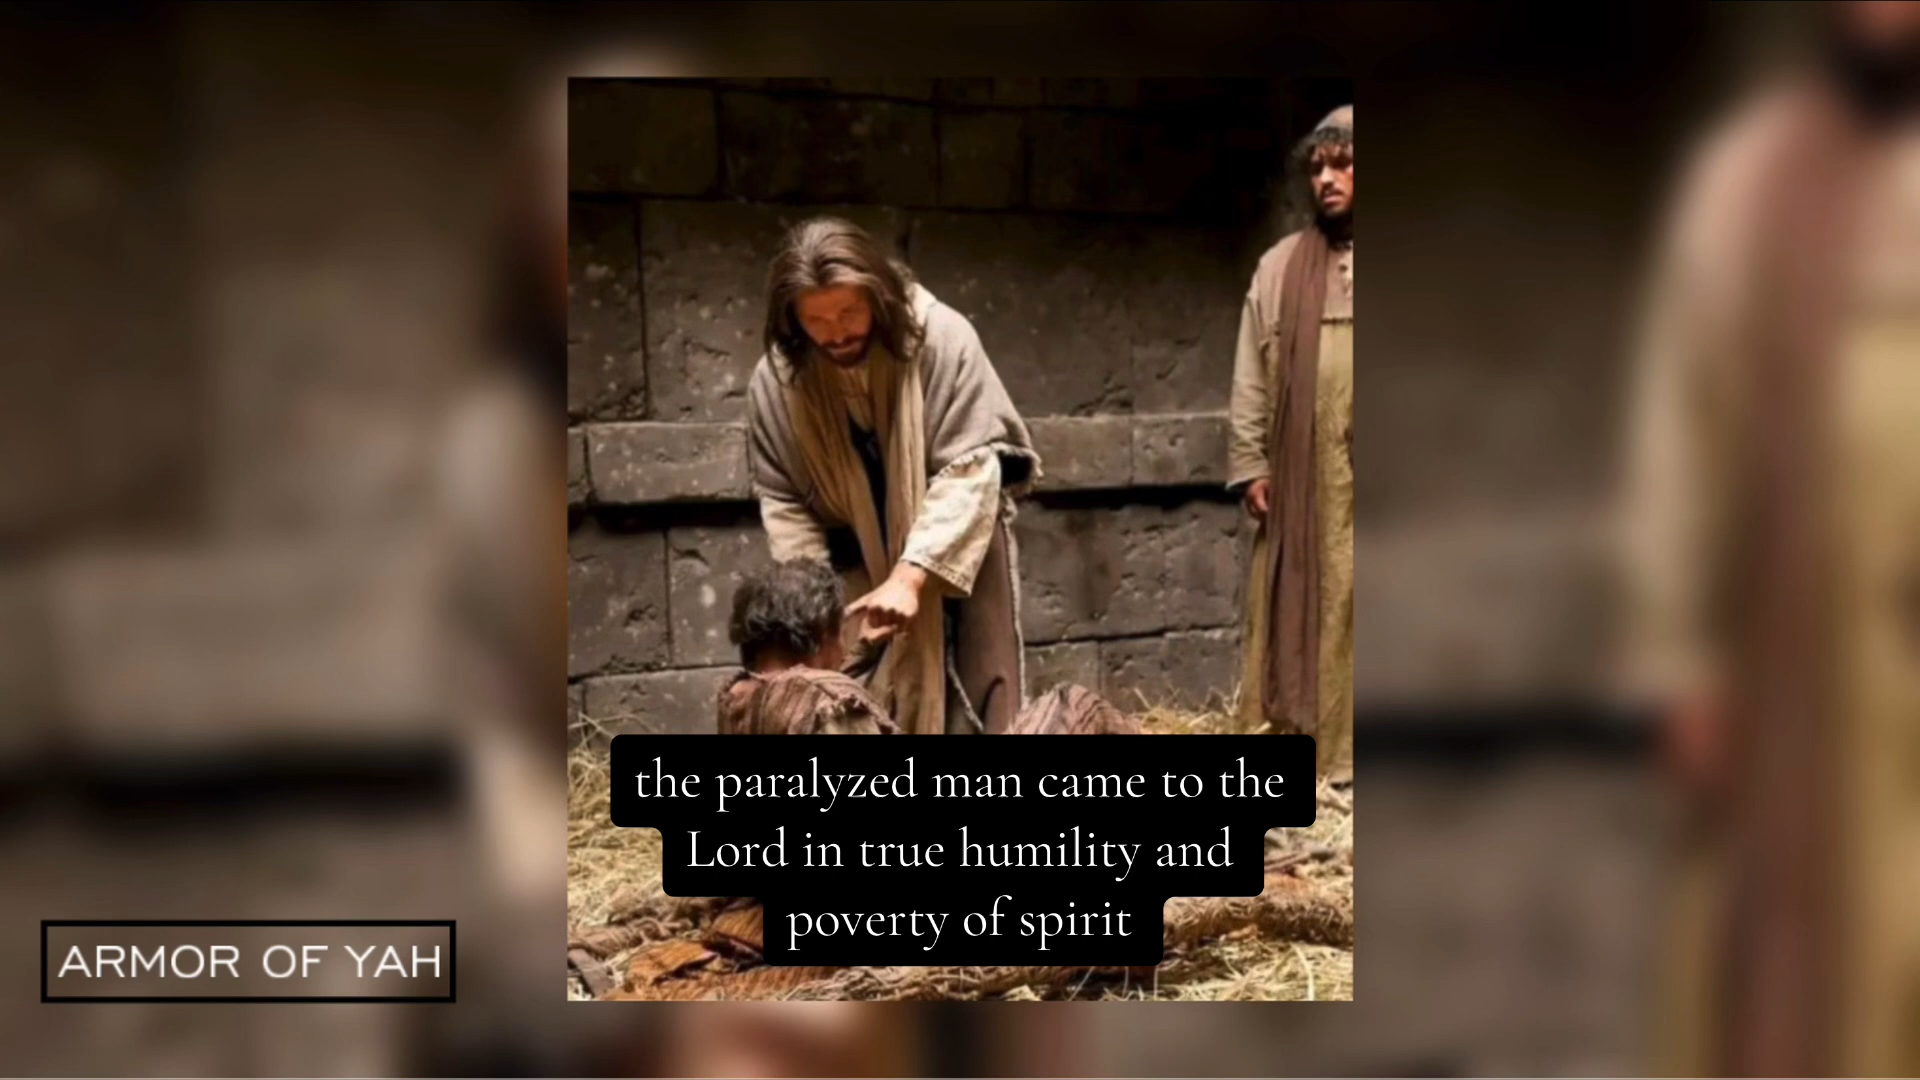 the paralyzed man came to the
Lord in true humility and
poverty of spirit
ARMOR OF YAH